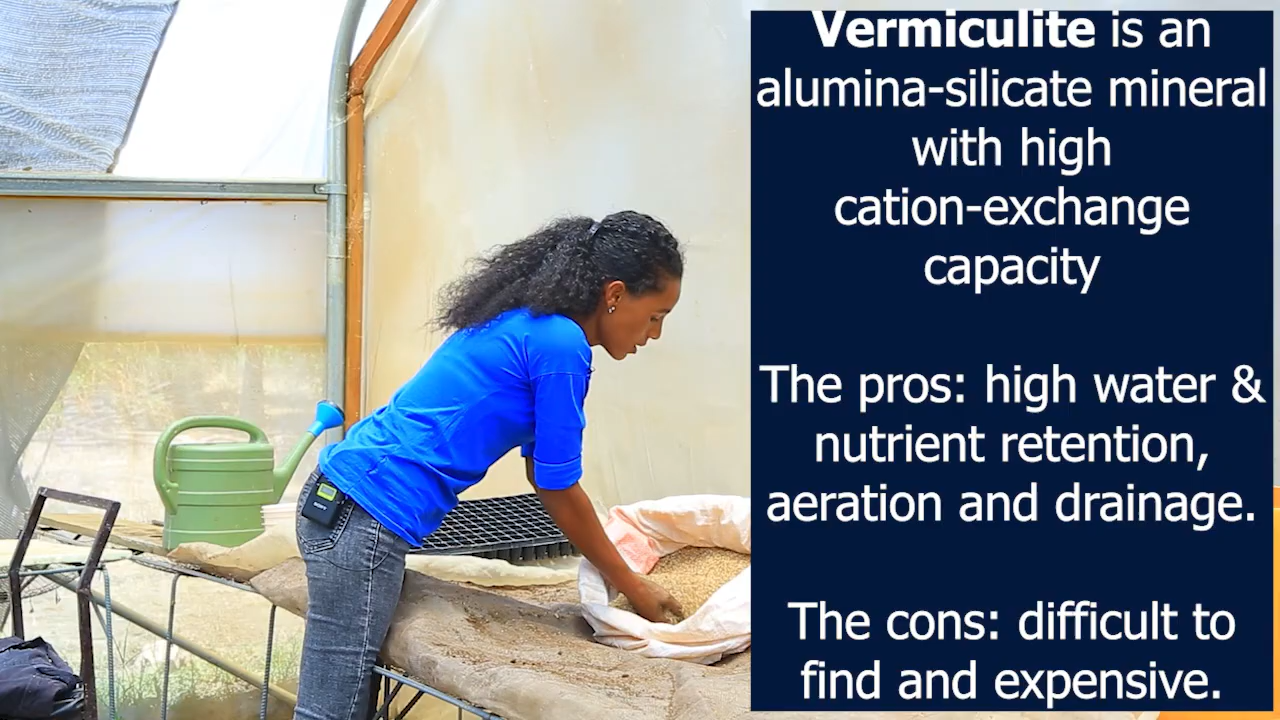 Vermiculite is an
alumina-silicate mineral
with high
cation-exchange
capacity
The pros: high water &
nutrient retention,
aeration and drainage.
The cons: difficult to
find and expensive.